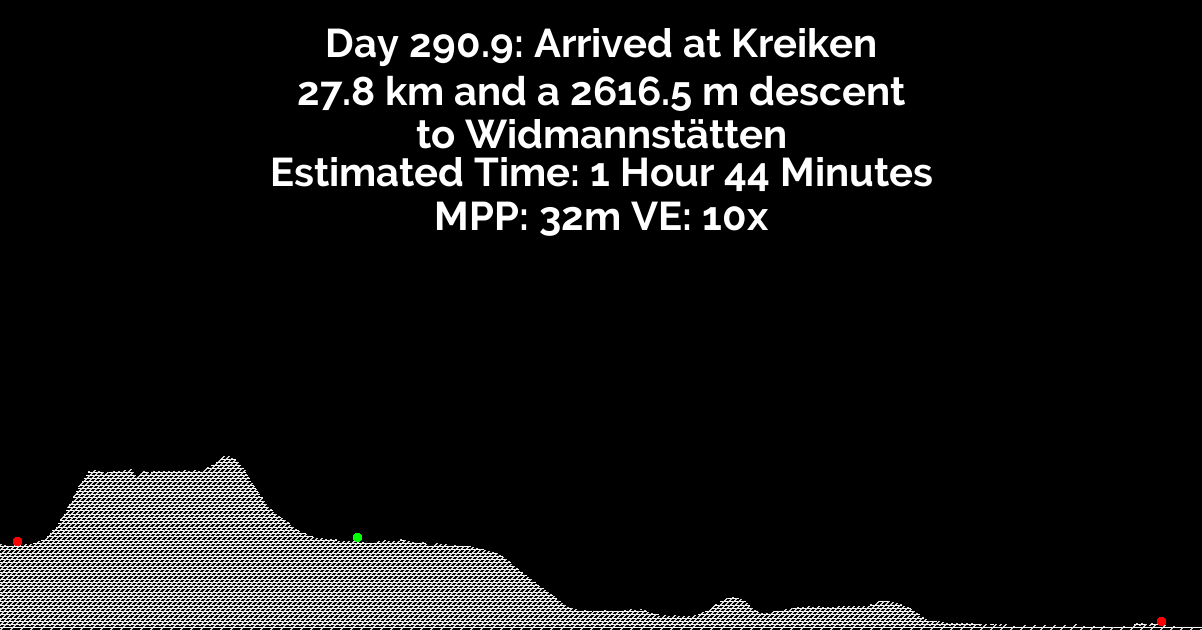 Day 290.9: Arrived at Kreiken
27.8 km and a 2616.5 m descent
to Widmannstätten
Estimated Time: 1 Hour 44 Minutes
MPP: 32m VE: 10x